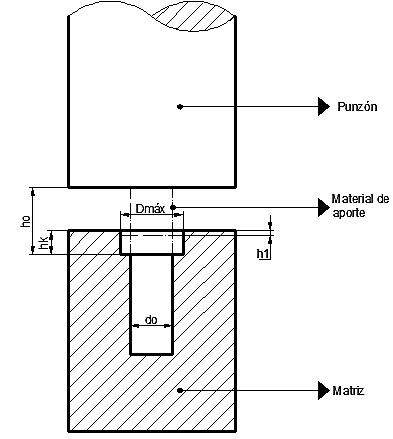 Punzón
Material de
aporte
Dmáx
ho
hk
h1
do
Matriz